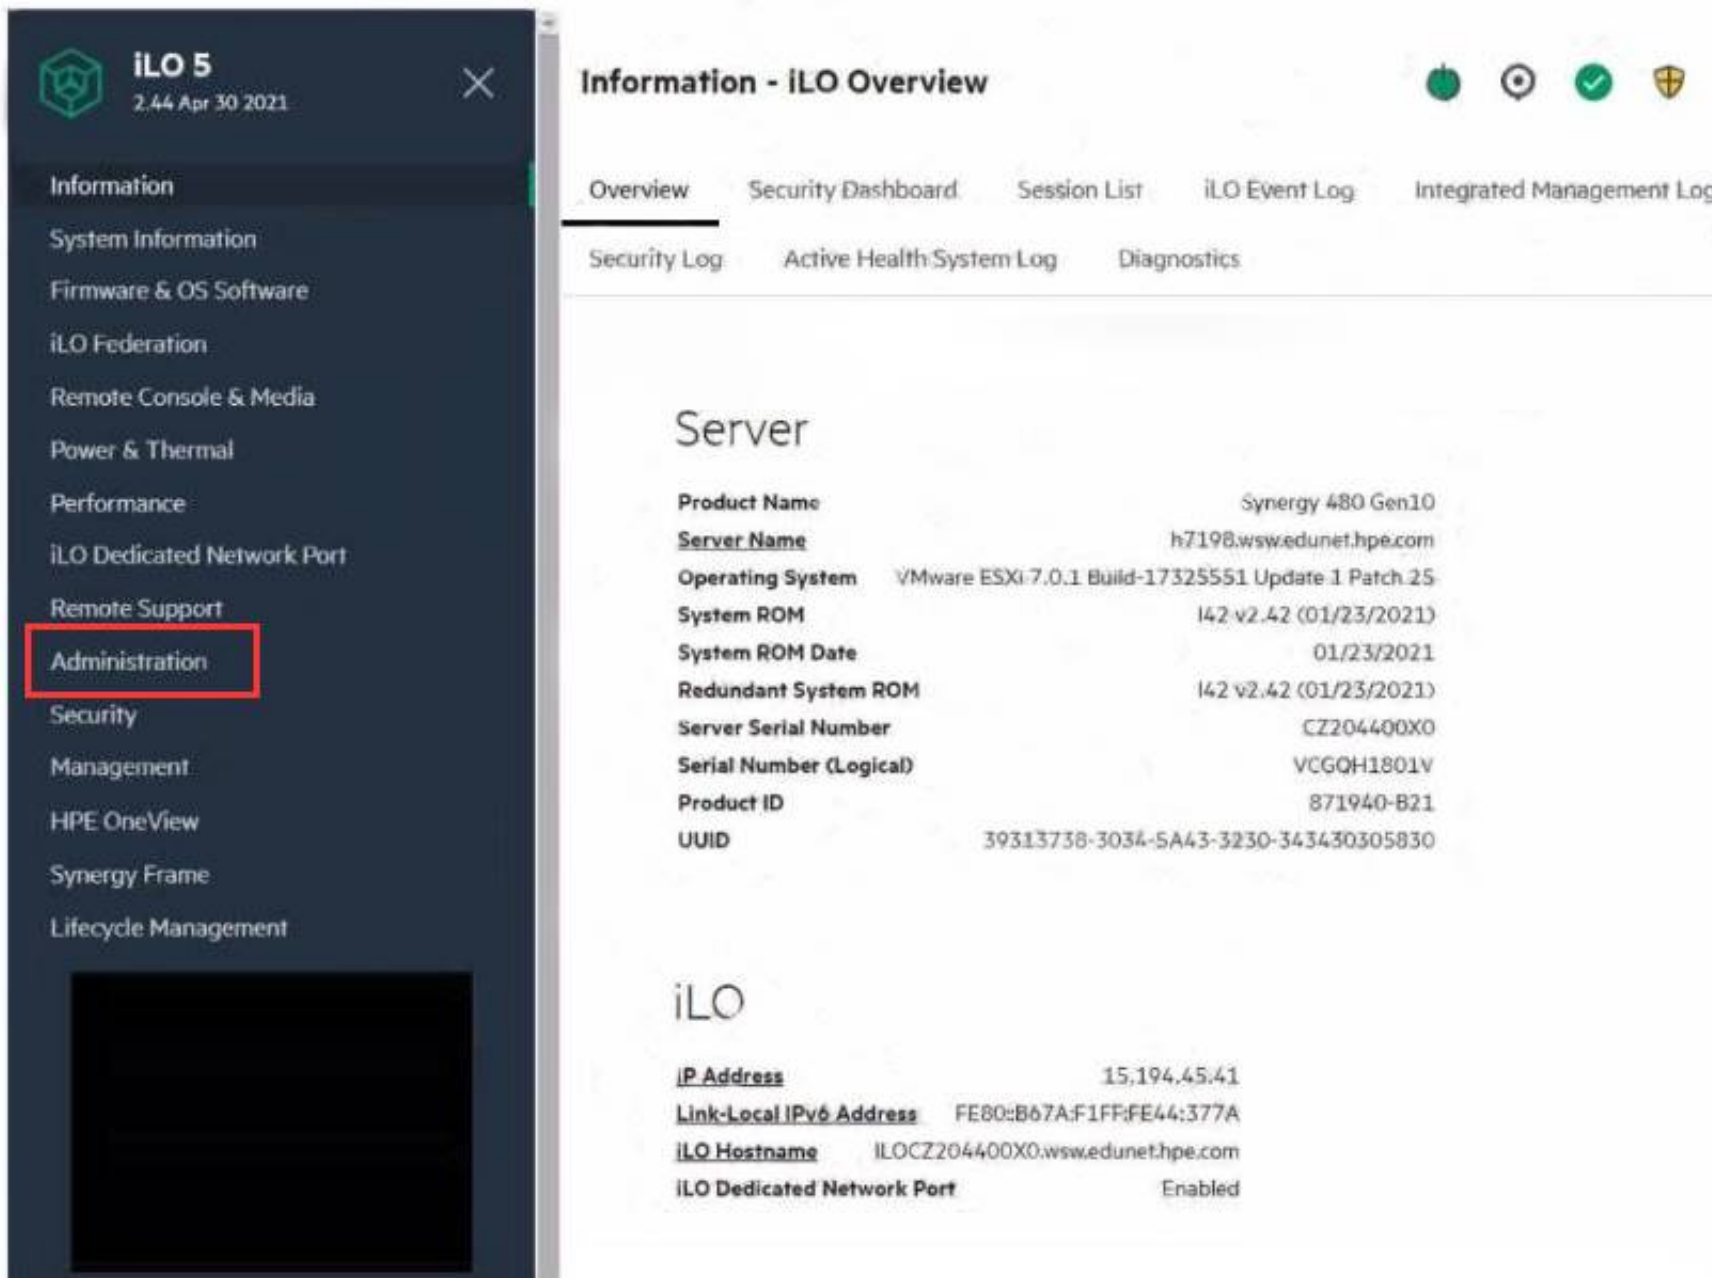 iLO 5
2.44 Apr 30 2021
Information
System Information
Firmware & OS Software
iLO Federation
Remote Console & Media
Power & Thermal
Performance
iLO Dedicated Network Port
Remote Support
Administration
Security
Management
HPE OneView
Synergy Frame
Lifecycle Management
Information - iLO Overview
Overview Security Dashboard Session List iLO Event Log Integrated Management Log
Security Log Active Health System Log Diagnostics
Server
Product Name Synergy 480 Gen10
Server Name h7198.wsw.edunet.hpe.com
Operating System VMware ESXi 7.0.1 Build-17325551 Update 1 Patch 25
System ROM I42 v2.42 (01/23/2021)
System ROM Date 01/23/2021
Redundant System ROM I42 v2.42 (01/23/2021)
Server Serial Number CZ204400X0
Serial Number (Logical) VCGQH1801V
Product ID 871940-B21
UUID 39313738-3034-5A43-3230-343430305830
iLO
IP Address 15.194.45.41
Link-Local IPv6 Address FE80::B67A:F1FF:FE44:377A
iLO Hostname ILOCZ204400X0.wsw.edunet.hpe.com
iLO Dedicated Network Port Enabled